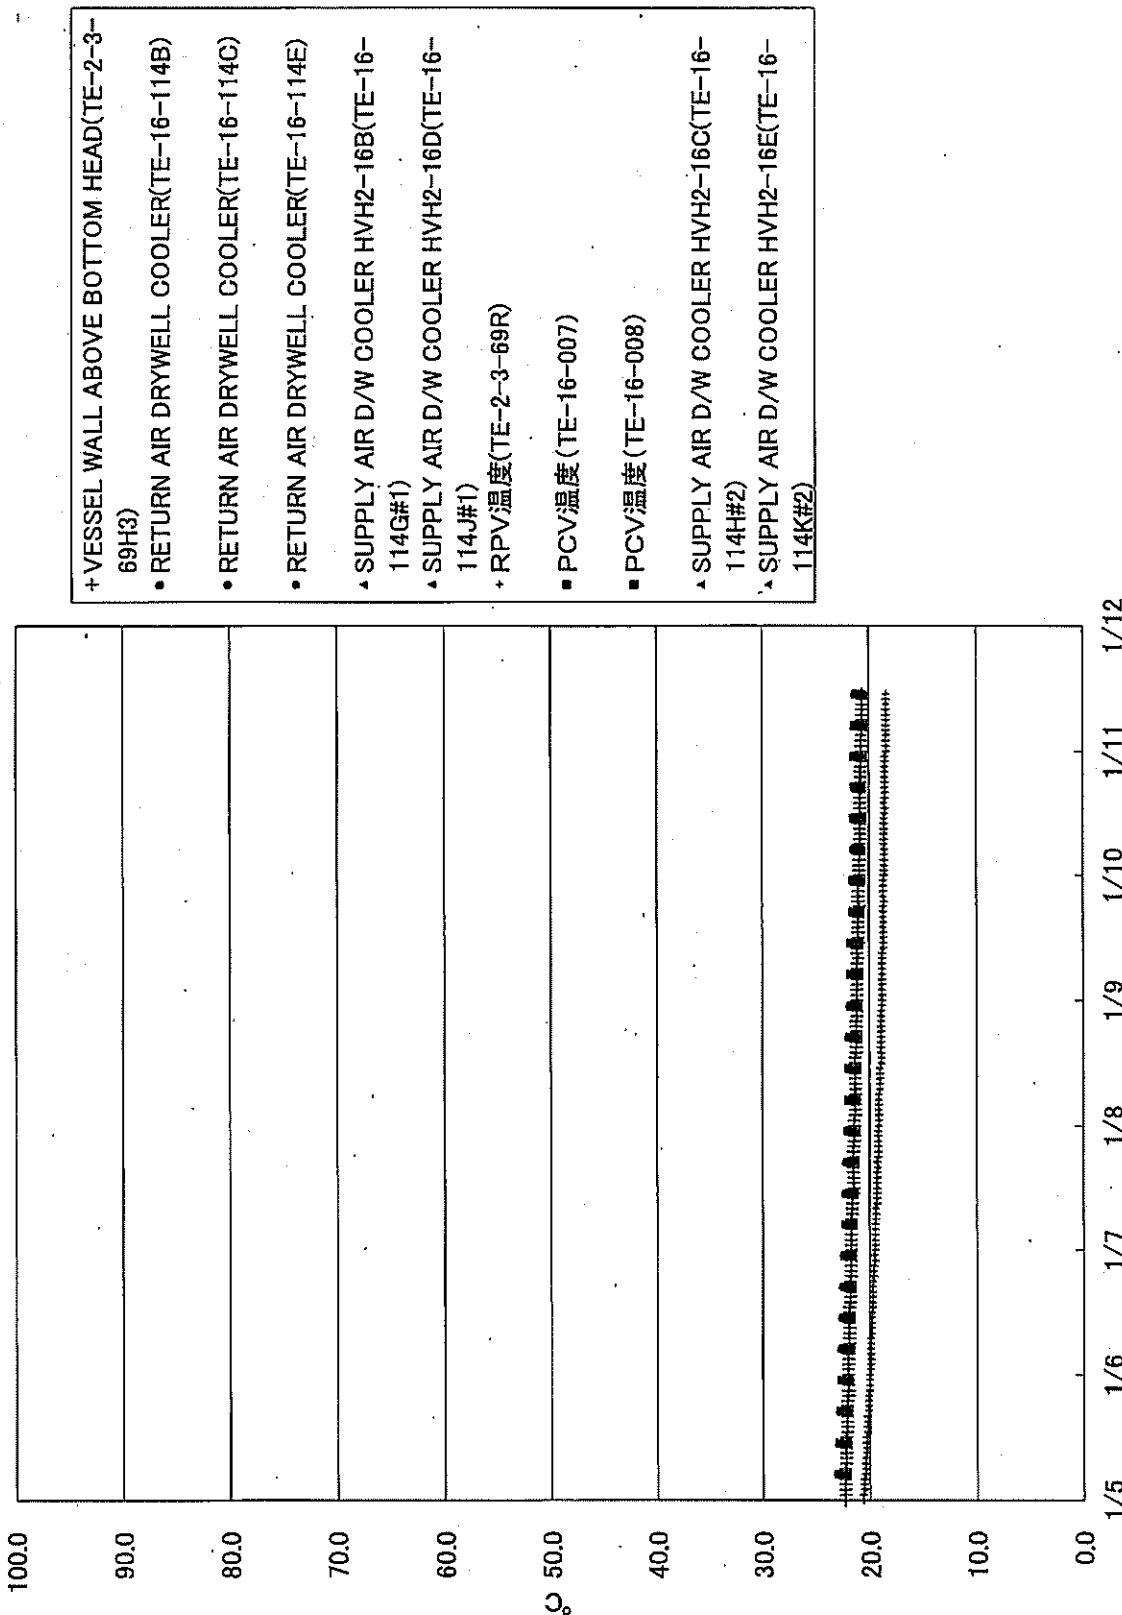 100.0
90.0
80.0
70.0
60.0
50.0
40.0
30.0
20.0
10.0
0.0
℃
1/5
1/6
1/7
1/8
1/9
1/10
1/11
1/12
+VESSEL WALL ABOVE BOTTOM HEAD(TE-2-3-
69H3)
•RETURN AIR DRYWELL COOLER(TE-16-114B)
•RETURN AIR DRYWELL COOLER(TE-16-114C)
•RETURN AIR DRYWELL COOLER(TE-16-114E)
▲SUPPLY AIR D/W COOLER HVH2-16B(TE-16-
114G#1)
▲SUPPLY AIR D/W COOLER HVH2-16D(TE-16-
114J#1)
+RPV温度(TE-2-3-69R)
■PCV温度(TE-16-007)
■PCV温度(TE-16-008)
▲SUPPLY AIR D/W COOLER HVH2-16C(TE-16-
114H#2)
▲SUPPLY AIR D/W COOLER HVH2-16E(TE-16-
114K#2)